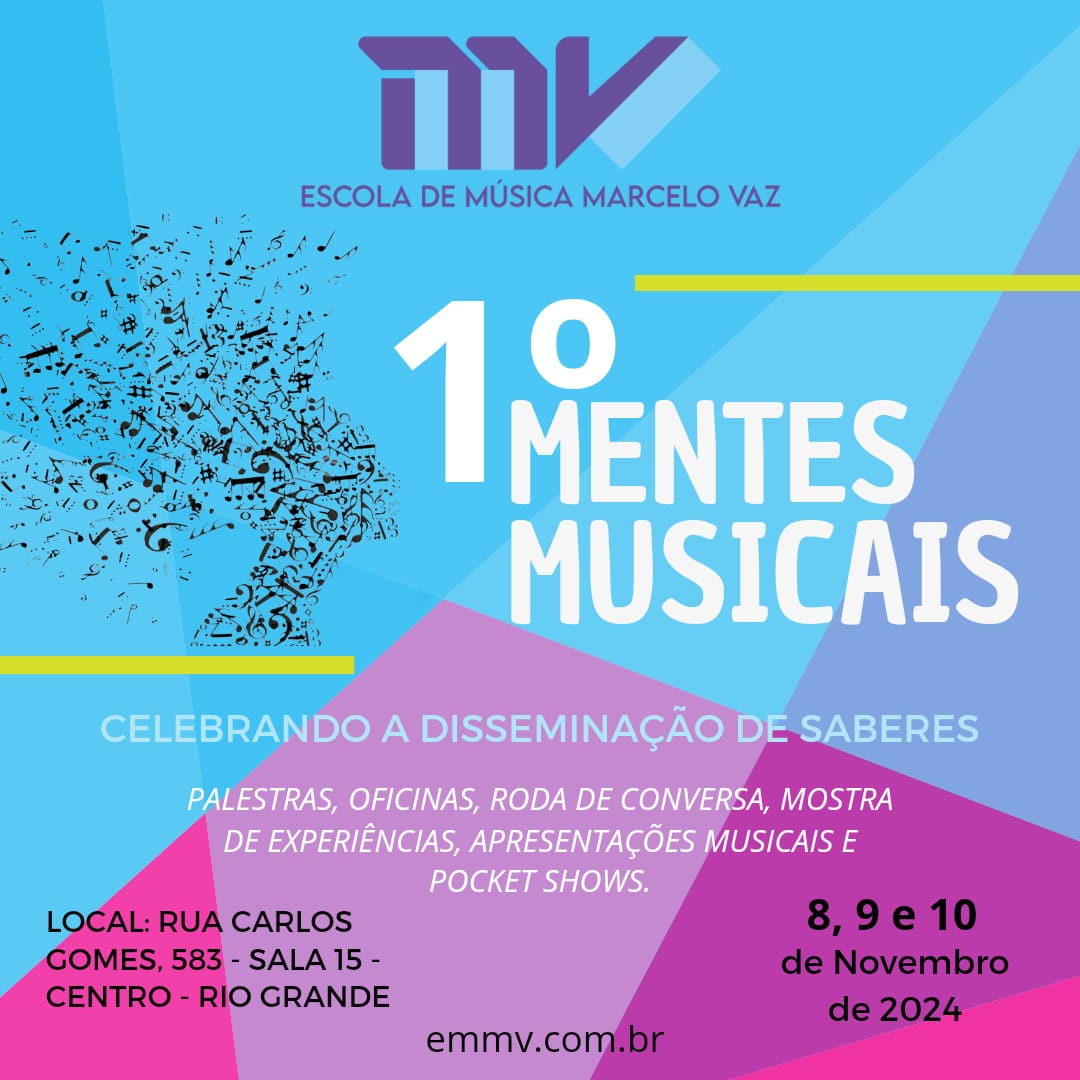 MV
ESCOLA DE MÚSICA MARCELO VAZ
1º
MENTES
MUSICAIS
CELEBRANDO A DISSEMINAÇÃO DE SABERES
PALESTRAS, OFICINAS, RODA DE CONVERSA, MOSTRA
DE EXPERIÊNCIAS, APRESENTAÇÕES MUSICAIS E
POCKET SHOWS.
LOCAL: RUA CARLOS
GOMES, 583 - SALA 15 -
CENTRO - RIO GRANDE
8, 9 e 10
de Novembro
de 2024
emmv.com.br